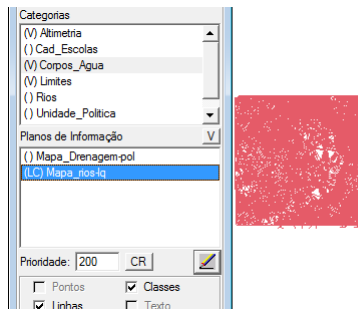 Categorias
(V) Altimetria
( ) Cad_Escolas
(V) Corpos_Agua
(V) Limites
( ) Rios
( ) Unidade_Politica
Planos de Informação V
( ) Mapa_Drenagem-pol
(LC) Mapa_rios-lq
Prioridade: 200 CR
Pontos Classes
Linhas Texto